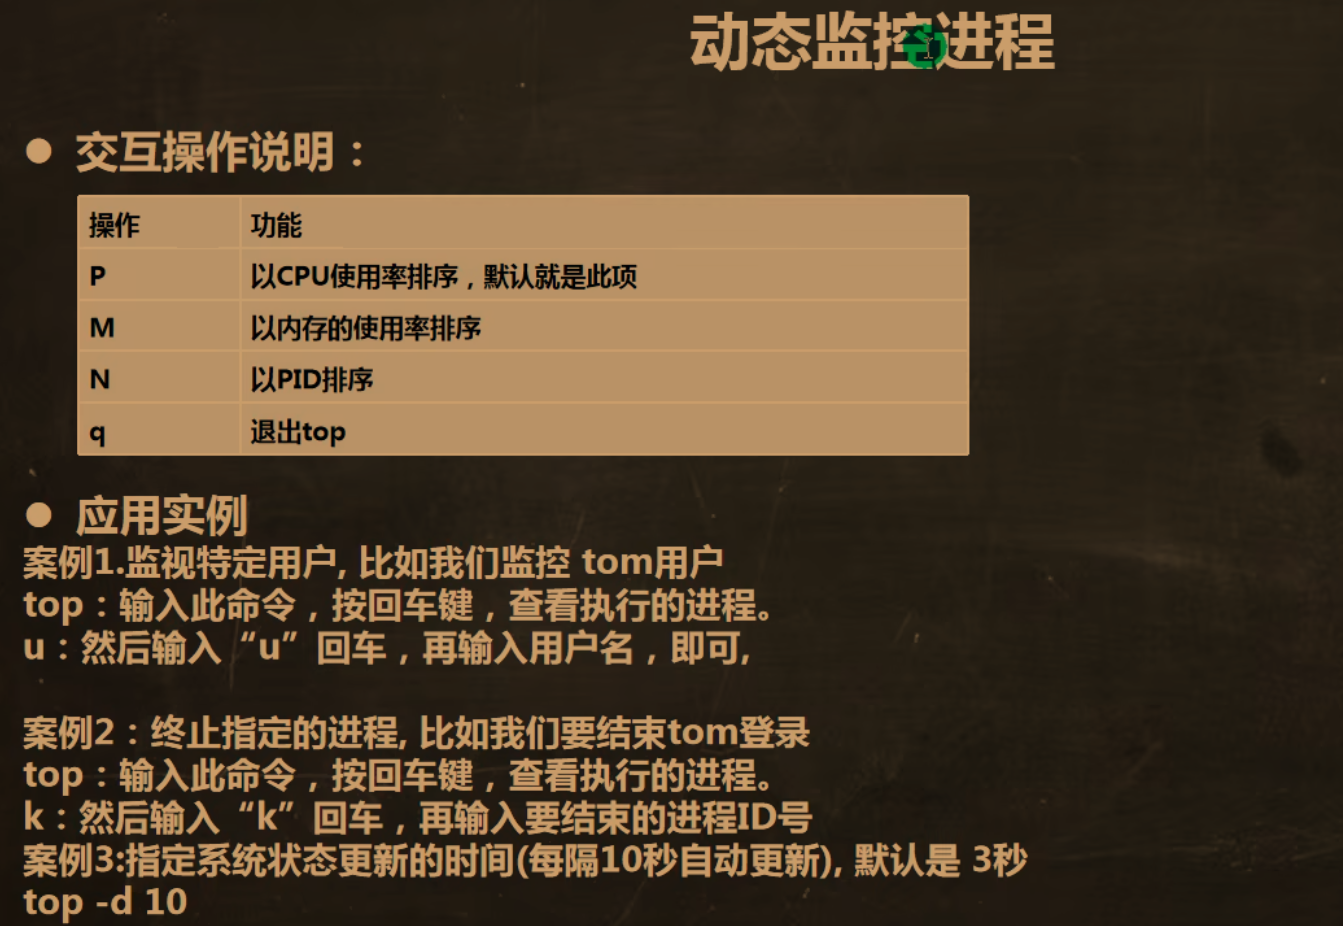 动态监控进程
● 交互操作说明：
操作 功能
P 以CPU使用率排序，默认就是此项
M 以内存的使用率排序
N 以PID排序
q 退出top
● 应用实例
案例1.监视特定用户, 比如我们监控 tom用户
top：输入此命令，按回车键，查看执行的进程。
u：然后输入“u”回车，再输入用户名，即可,
案例2：终止指定的进程, 比如我们要结束tom登录
top：输入此命令，按回车键，查看执行的进程。
k：然后输入“k”回车，再输入要结束的进程ID号
案例3:指定系统状态更新的时间(每隔10秒自动更新), 默认是 3秒
top -d 10